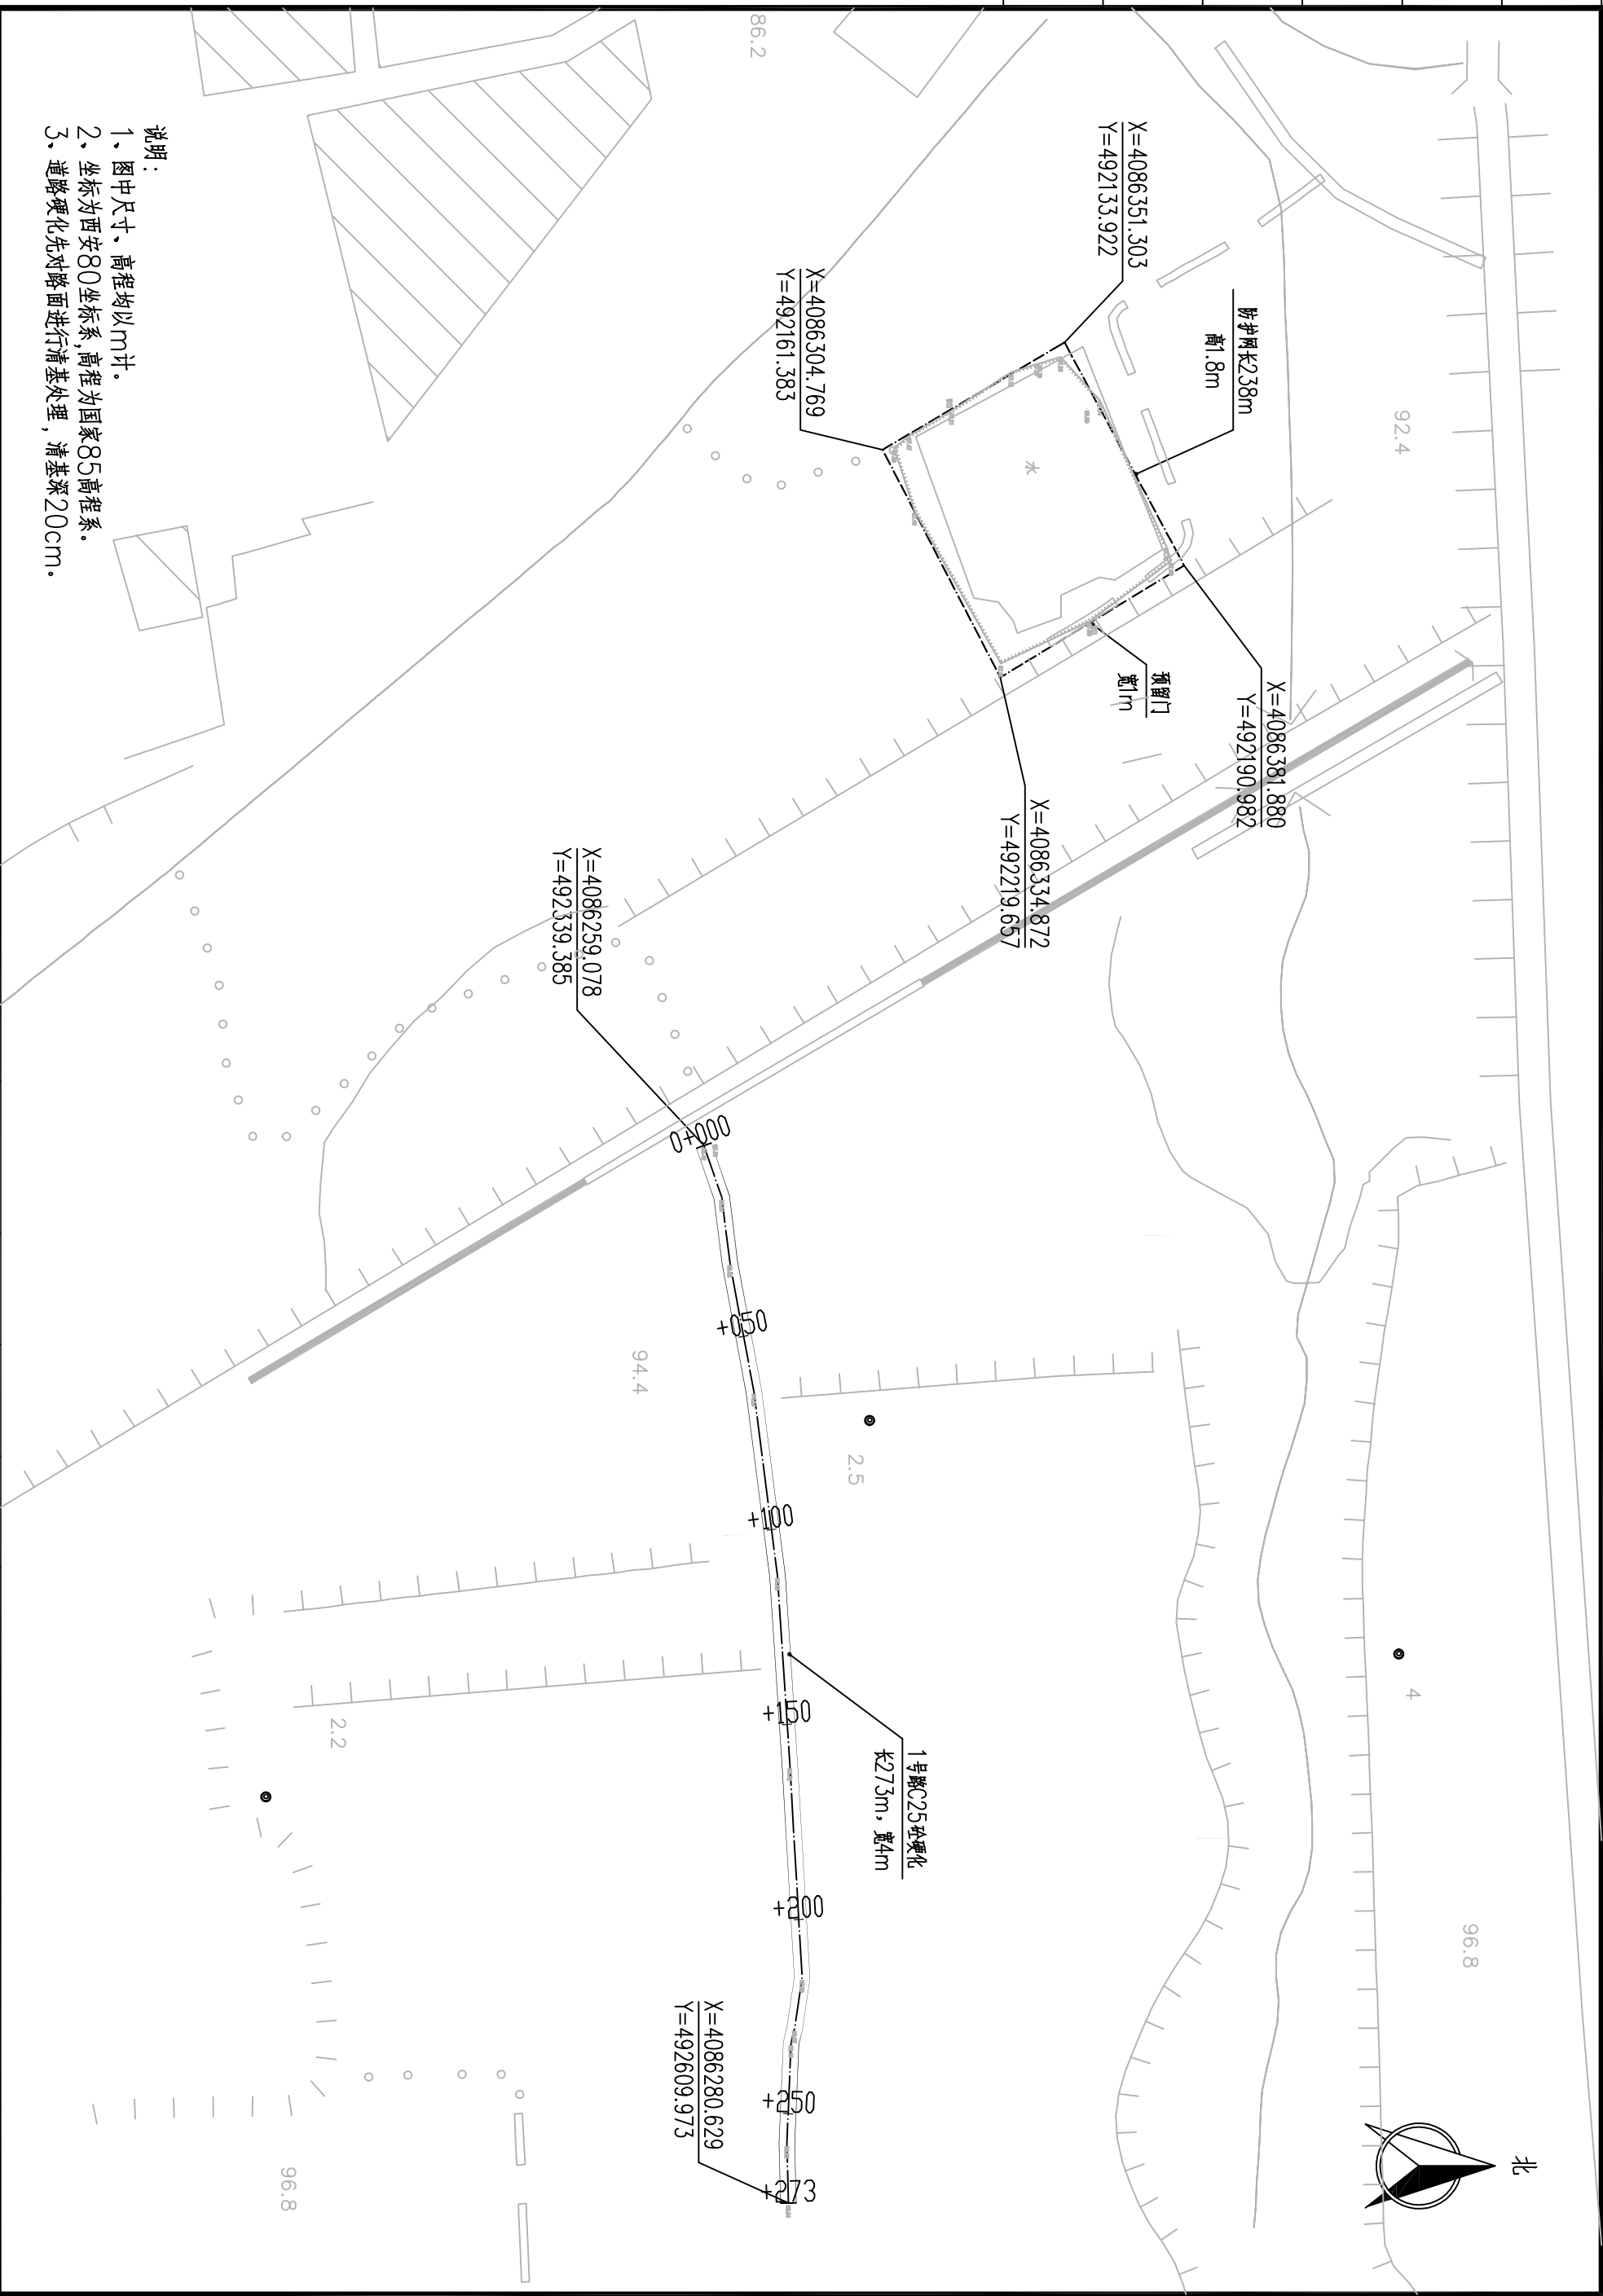 北
92.4
96.8
4
X=4086351.303
Y=492133.922
防护网长238m
高1.8m
X=4086381.880
Y=492190.982
预留门
宽1m
X=4086334.872
Y=492219.657
水
X=4086304.769
Y=492161.383
86.2
X=4086259.078
Y=492339.385
0+000
+050
+100
+150
+200
+250
+273
2.5
94.4
1号路C25砼硬化
长273m，宽4m
X=4086280.629
Y=492609.973
2.2
96.8
说明：
1、图中尺寸、高程均以m计。
2、坐标为西安80坐标系,高程为国家85高程系。
3、道路硬化先对路面进行清基处理，清基深20cm。